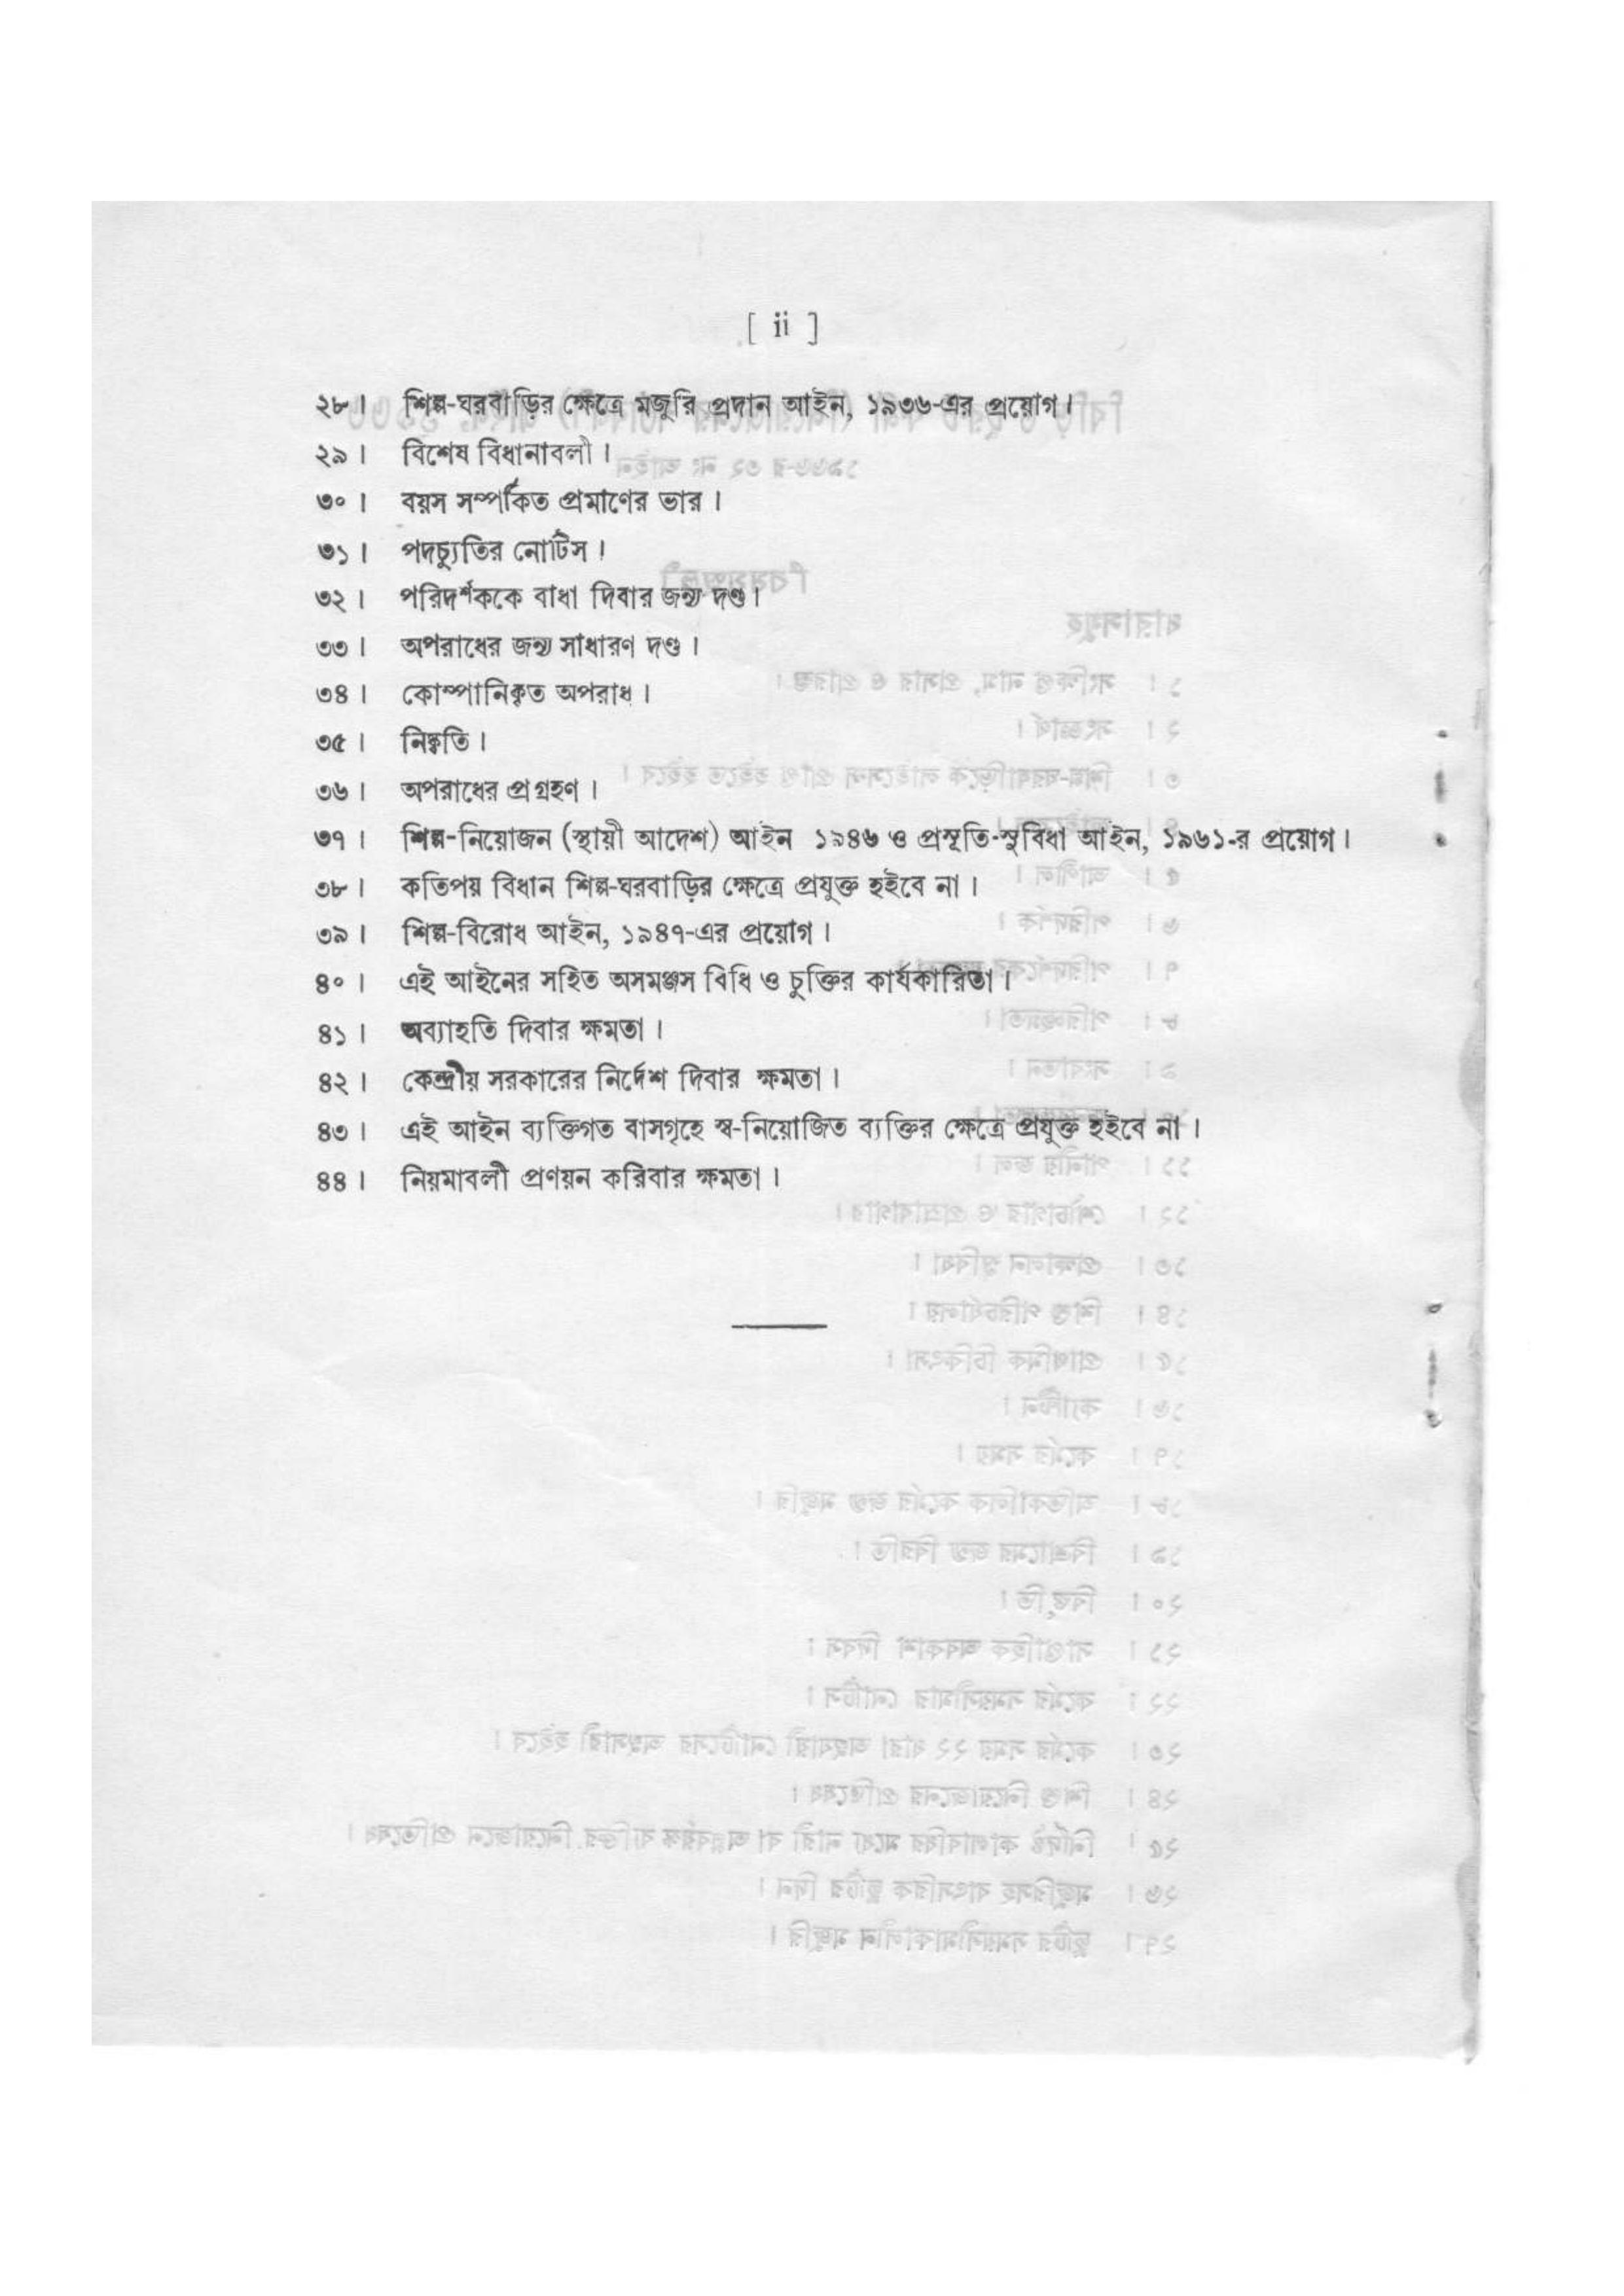 [ ii ]
২৮। শিল্প-ঘরবাড়ির ক্ষেত্রে মজুরি প্রদান আইন, ১৯৩৬-এর প্রয়োগ।
২৯। বিশেষ বিধানাবলী।
৩০। বয়স সম্পর্কিত প্রমাণের ভার।
৩১। পদচ্যুতির নোটিস।
৩২। পরিদর্শককে বাধা দিবার জন্য দণ্ড।
৩৩। অপরাধের জন্য সাধারণ দণ্ড।
৩৪। কোম্পানিকৃত অপরাধ।
৩৫। নিষ্কৃতি।
৩৬। অপরাধের প্রগ্রহণ।
৩৭। শিল্প-নিয়োজন (স্থায়ী আদেশ) আইন ১৯৪৬ ও প্রসূতি-সুবিধা আইন, ১৯৬১-র প্রয়োগ।
৩৮। কতিপয় বিধান শিল্প-ঘরবাড়ির ক্ষেত্রে প্রযুক্ত হইবে না।
৩৯। শিল্প-বিরোধ আইন, ১৯৪৭-এর প্রয়োগ।
৪০। এই আইনের সহিত অসমঞ্জস বিধি ও চুক্তির কার্যকারিতা।
৪১। অব্যাহতি দিবার ক্ষমতা।
৪২। কেন্দ্রীয় সরকারের নির্দেশ দিবার ক্ষমতা।
৪৩। এই আইন ব্যক্তিগত বাসগৃহে স্ব-নিয়োজিত ব্যক্তির ক্ষেত্রে প্রযুক্ত হইবে না।
৪৪। নিয়মাবলী প্রণয়ন করিবার ক্ষমতা।